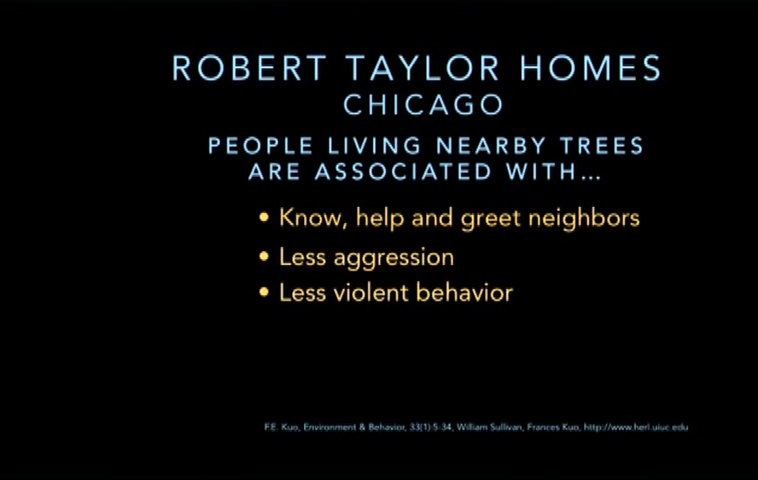 ROBERT TAYLOR HOMES
CHICAGO
PEOPLE LIVING NEARBY TREES
ARE ASSOCIATED WITH...
• Know, help and greet neighbors
• Less aggression
• Less violent behavior
F.E. Kuo, Environment & Behavior, 33(1):5-34, William Sullivan, Frances Kuo, http://www.herl.uiuc.edu